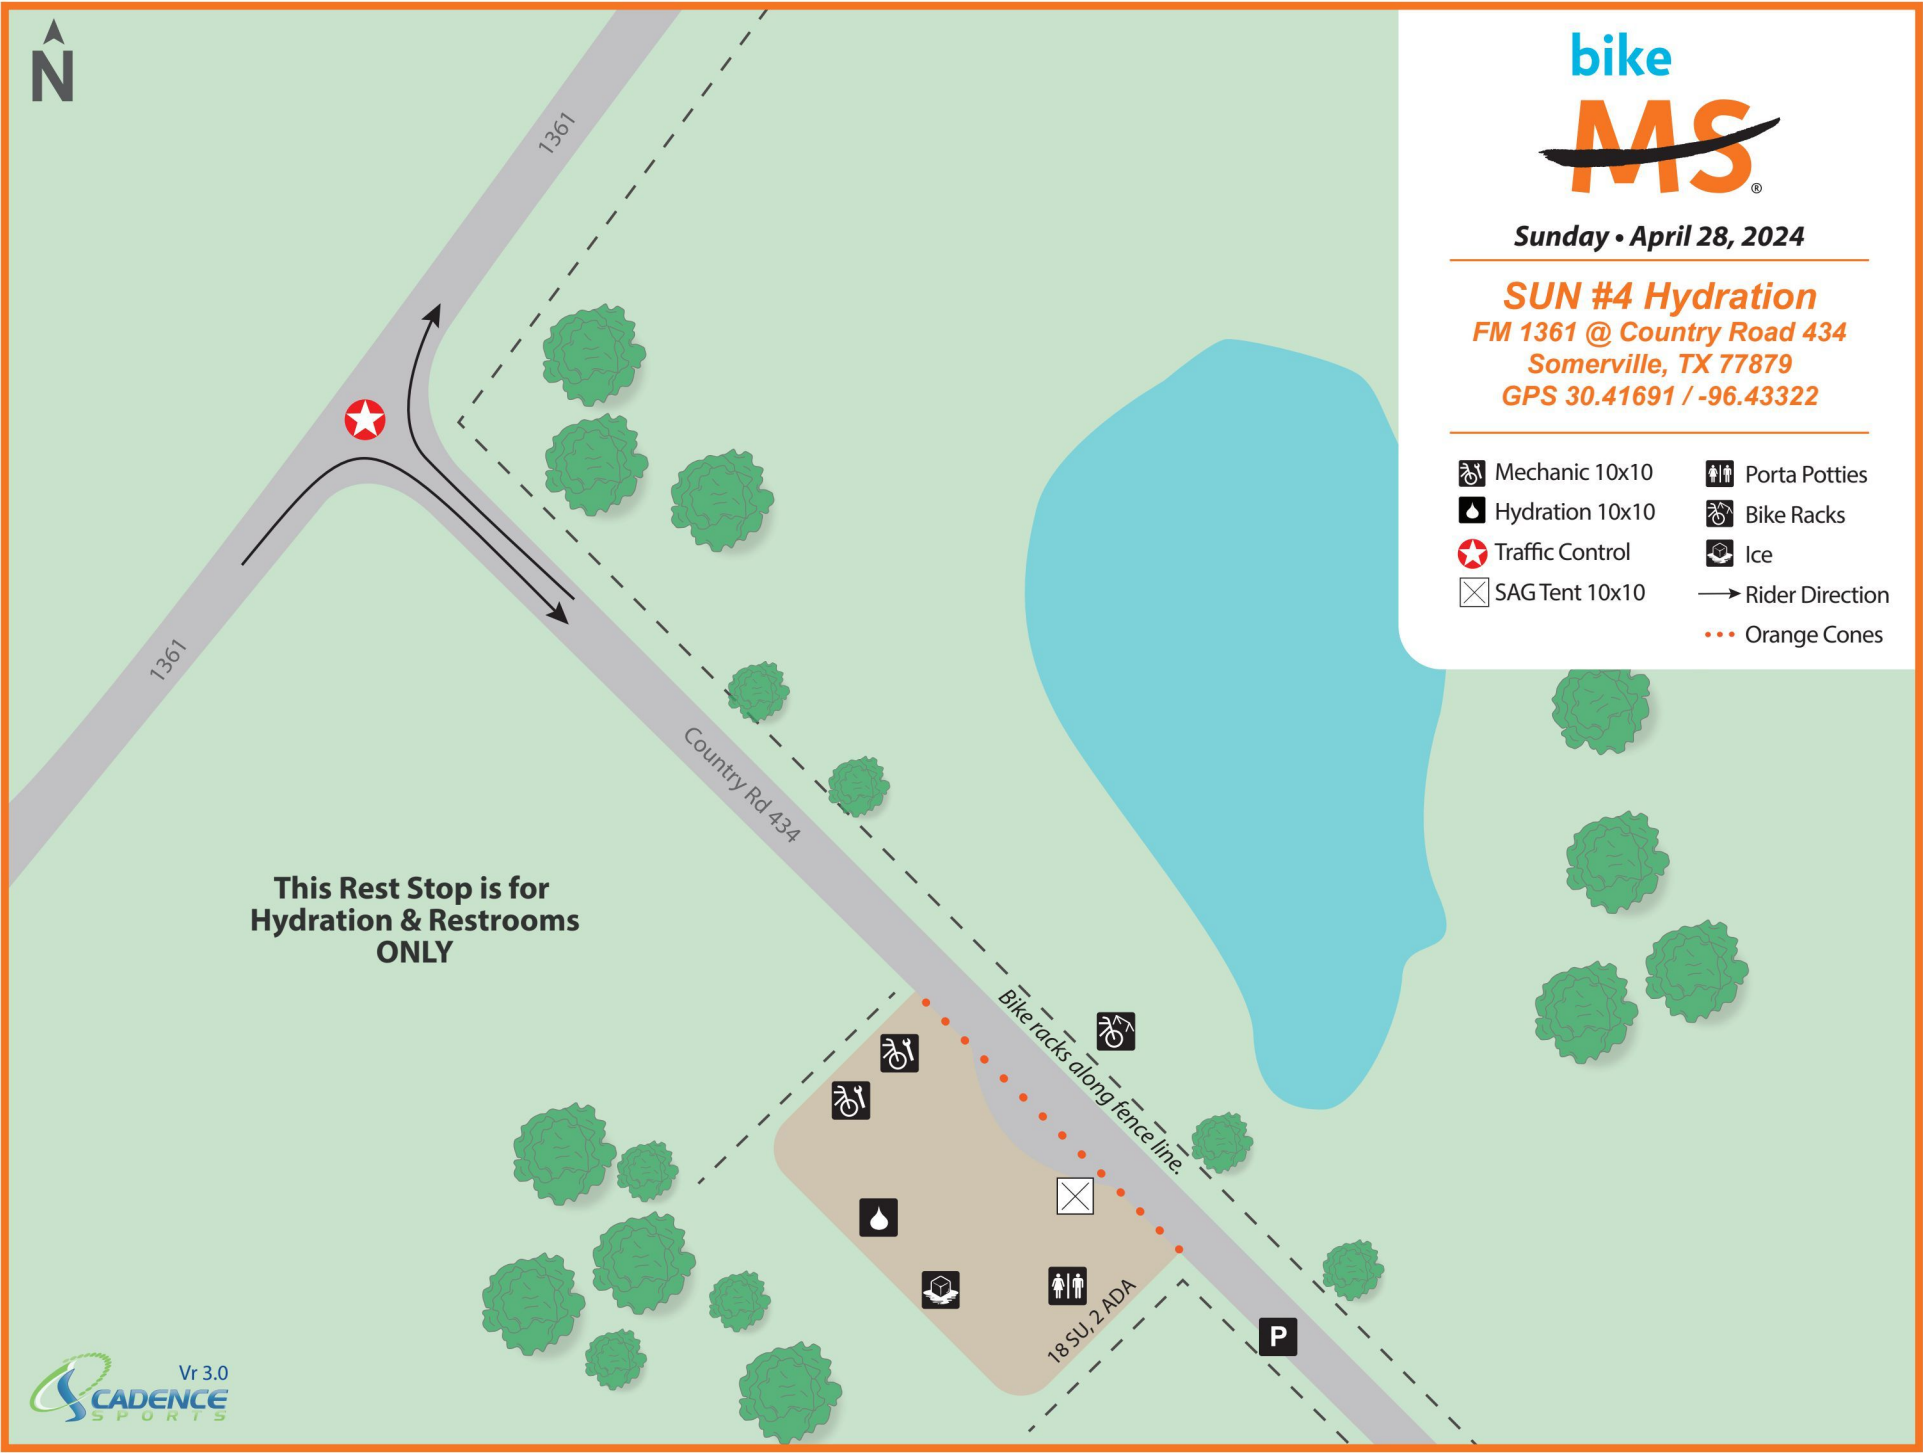 N
bike
MS®
Sunday • April 28, 2024
SUN #4 Hydration
FM 1361 @ Country Road 434
Somerville, TX 77879
GPS 30.41691 / -96.43322
Mechanic 10x10
Hydration 10x10
Traffic Control
SAG Tent 10x10
Porta Potties
Bike Racks
Ice
Rider Direction
Orange Cones
1361
1361
Country Rd 434
This Rest Stop is for
Hydration & Restrooms
ONLY
Bike racks along fence line.
18 SU, 2 ADA
P
Vr 3.0
CADENCE
SPORTS